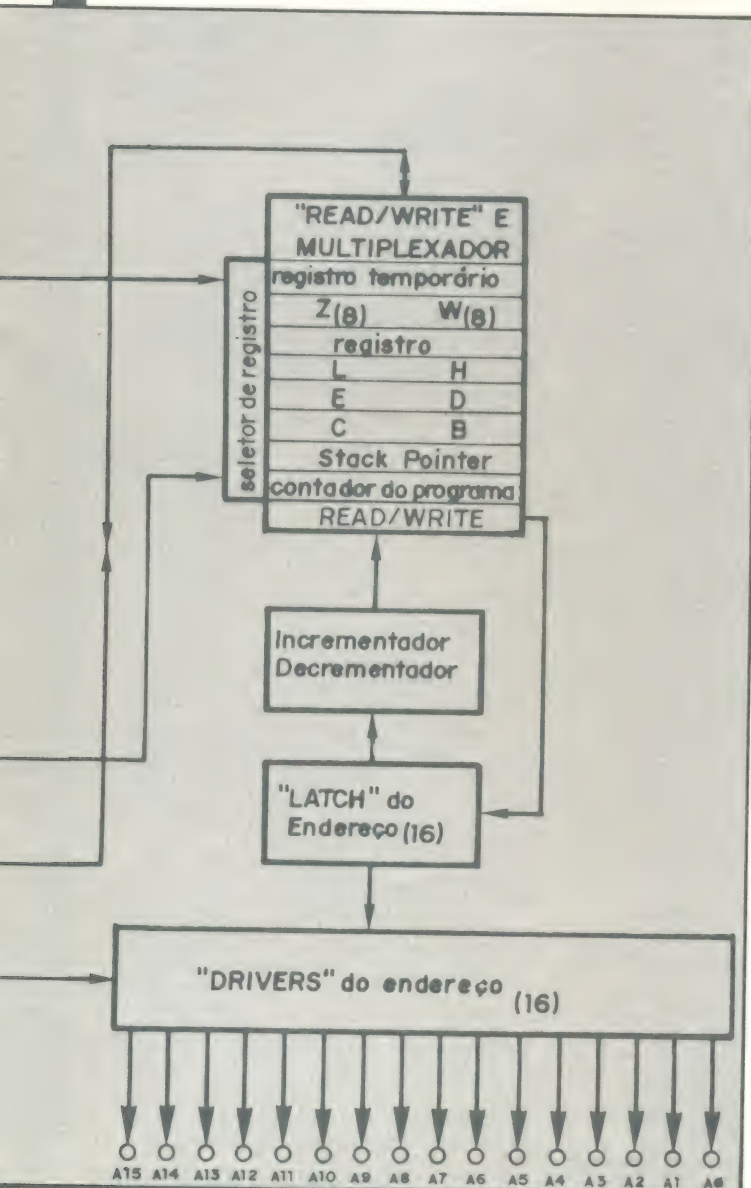 "READ/WRITE" E
MULTIPLEXADOR
seletor de registro
registro temporário
Z(8) W(8)
registro
L H
E D
C B
Stack Pointer
contador do programa
READ/WRITE
Incrementador
Decrementador
"LATCH" do
Endereço (16)
"DRIVERS" do endereço (16)
A15 A14 A13 A12 A11 A10 A9 A8 A7 A6 A5 A4 A3 A2 A1 A0